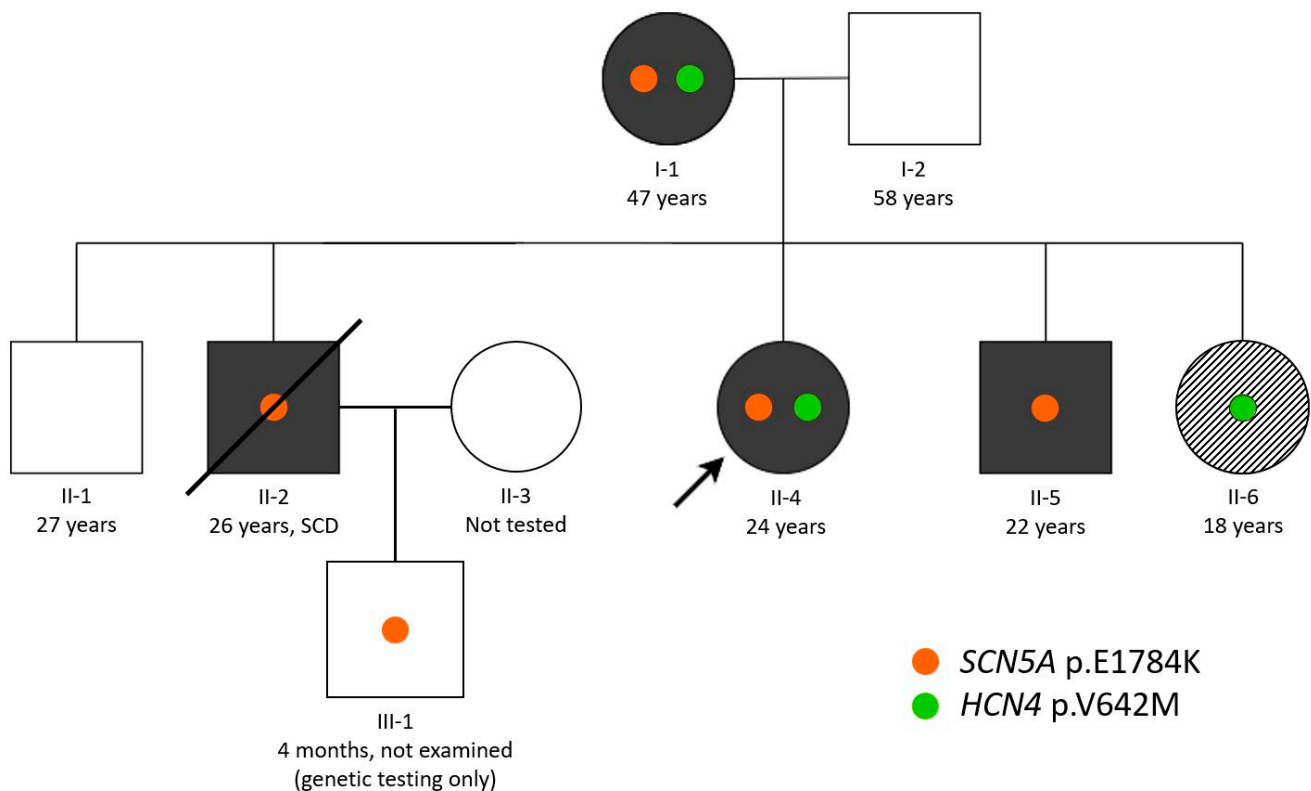 I-1
47 years
I-2
58 years
II-1
27 years
II-2
26 years, SCD
II-3
Not tested
II-4
24 years
II-5
22 years
II-6
18 years
III-1
4 months, not examined
(genetic testing only)
SCN5A p.E1784K
HCN4 p.V642M